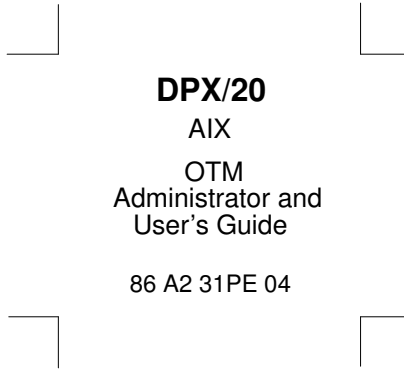 DPX/20
AIX
OTM
Administrator and
User's Guide
86 A2 31PE 04